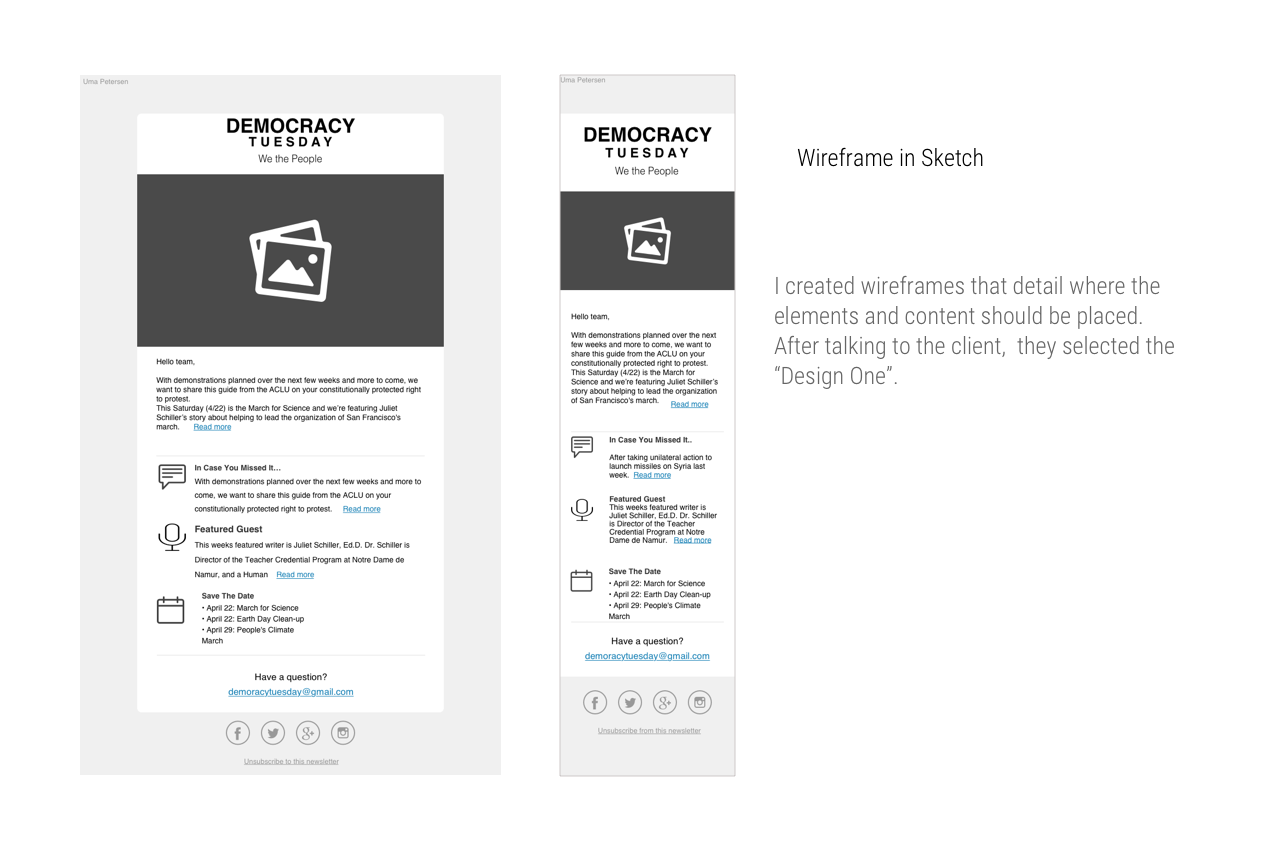 Uma Petersen
DEMOCRACY
TUESDAY
We the People
Hello team,
With demonstrations planned over the next few weeks and more to come, we
want to share this guide from the ACLU on your constitutionally protected right
to protest.
This Saturday (4/22) is the March for Science and we're featuring Juliet
Schiller's story about helping to lead the organization of San Francisco's
march. Read more
In Case You Missed It...
With demonstrations planned over the next few weeks and more to
come, we want to share this guide from the ACLU on your
constitutionally protected right to protest. Read more
Featured Guest
This weeks featured writer is Juliet Schiller, Ed.D. Dr. Schiller is
Director of the Teacher Credential Program at Notre Dame de
Namur, and a Human Read more
Save The Date
• April 22: March for Science
• April 22: Earth Day Clean-up
• April 29: People's Climate
March
Have a question?
demoracytuesday@gmail.com
Unsubscribe to this newsletter
Uma Petersen
DEMOCRACY
TUESDAY
We the People
Hello team,
With demonstrations planned over the next
few weeks and more to come, we want to
share this guide from the ACLU on your
constitutionally protected right to protest.
This Saturday (4/22) is the March for
Science and we're featuring Juliet Schiller's
story about helping to lead the organization
of San Francisco's march. Read more
In Case You Missed It..
After taking unilateral action to
launch missiles on Syria last
week. Read more
Featured Guest
This weeks featured writer is
Juliet Schiller, Ed.D. Dr. Schiller
is Director of the Teacher
Credential Program at Notre
Dame de Namur. Read more
Save The Date
• April 22: March for Science
• April 22: Earth Day Clean-up
• April 29: People's Climate
March
Have a question?
demoracytuesday@gmail.com
Unsubscribe from this newsletter
Wireframe in Sketch
I created wireframes that detail where the
elements and content should be placed.
After talking to the client,  they selected the
“Design One”.